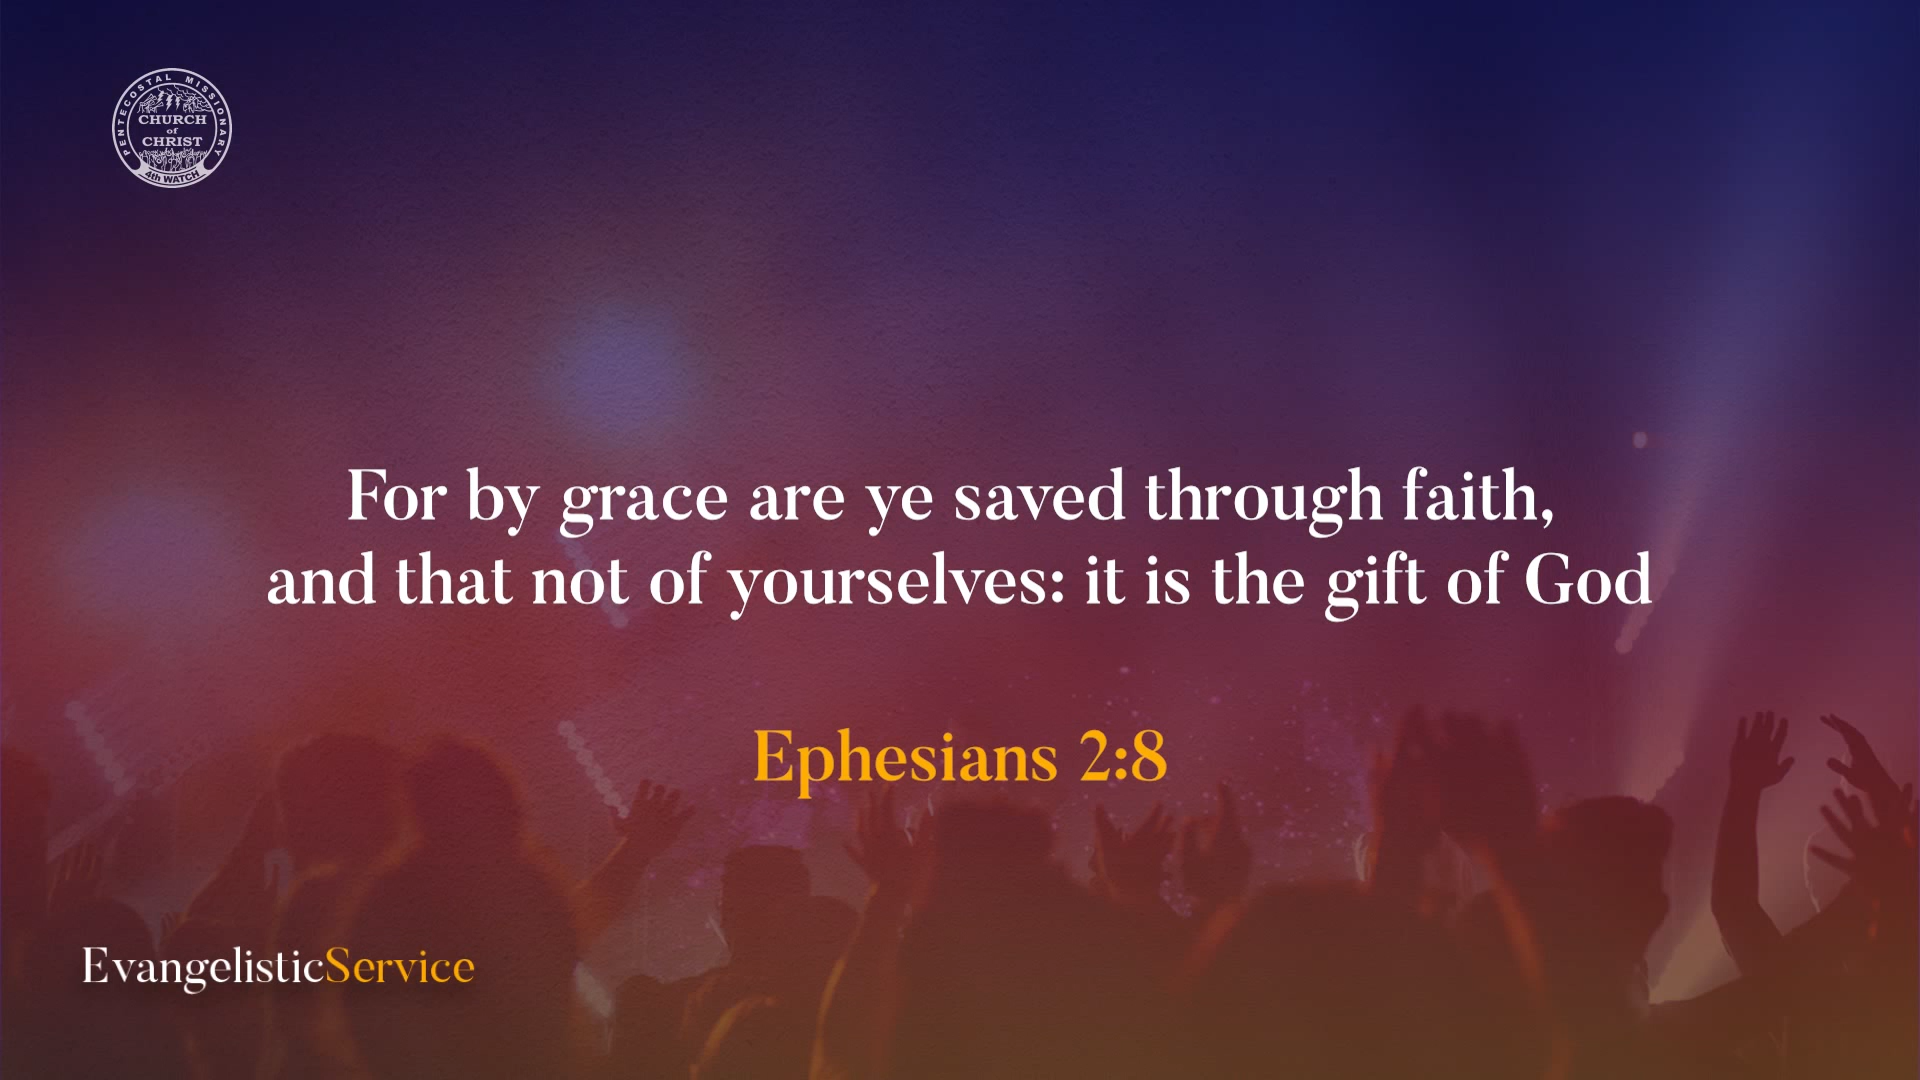 PENTECOSTAL MISSIONARY
CHURCH
of
CHRIST
4th WATCH
For by grace are ye saved through faith,
and that not of yourselves: it is the gift of God
Ephesians 2:8
EvangelisticService